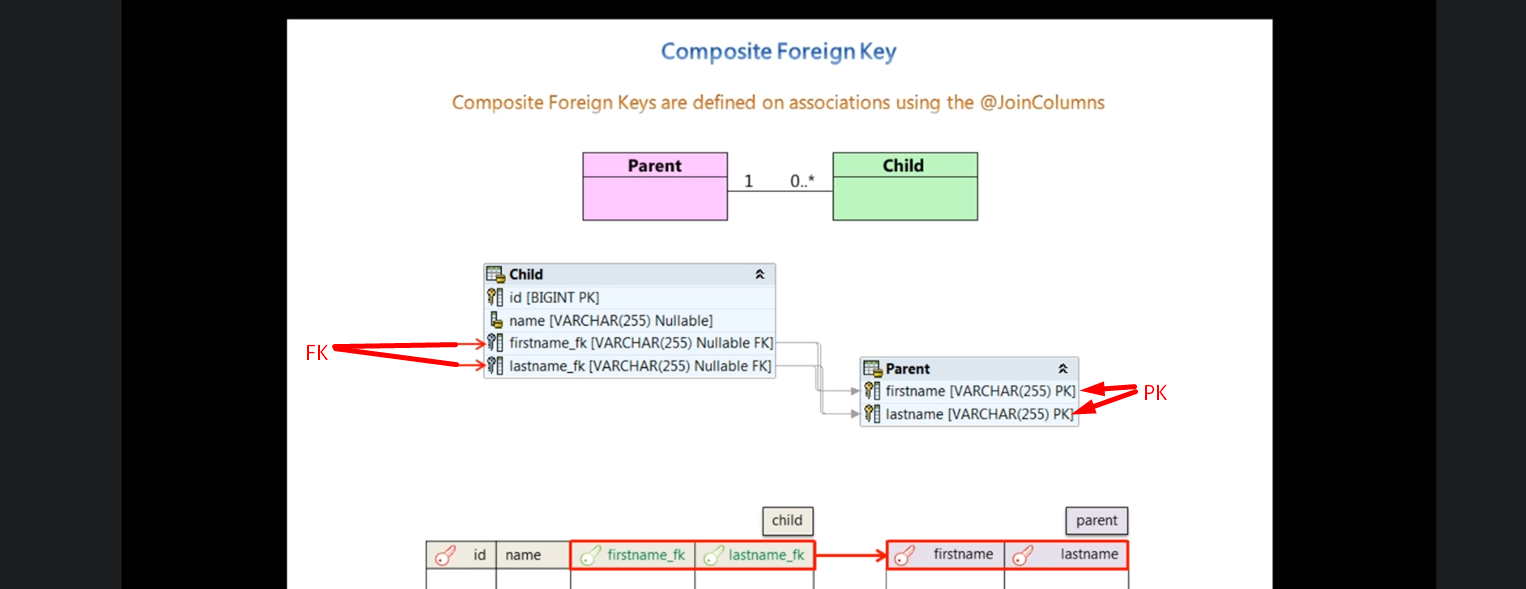 Composite Foreign Key
Composite Foreign Keys are defined on associations using the @JoinColumns
Parent
1
0..*
Child
Child
id [BIGINT PK]
name [VARCHAR(255) Nullable]
firstname_fk [VARCHAR(255) Nullable FK]
lastname_fk [VARCHAR(255) Nullable FK]
FK
Parent
firstname [VARCHAR(255) PK]
lastname [VARCHAR(255) PK]
PK
child
parent
id name firstname_fk lastname_fk firstname lastname